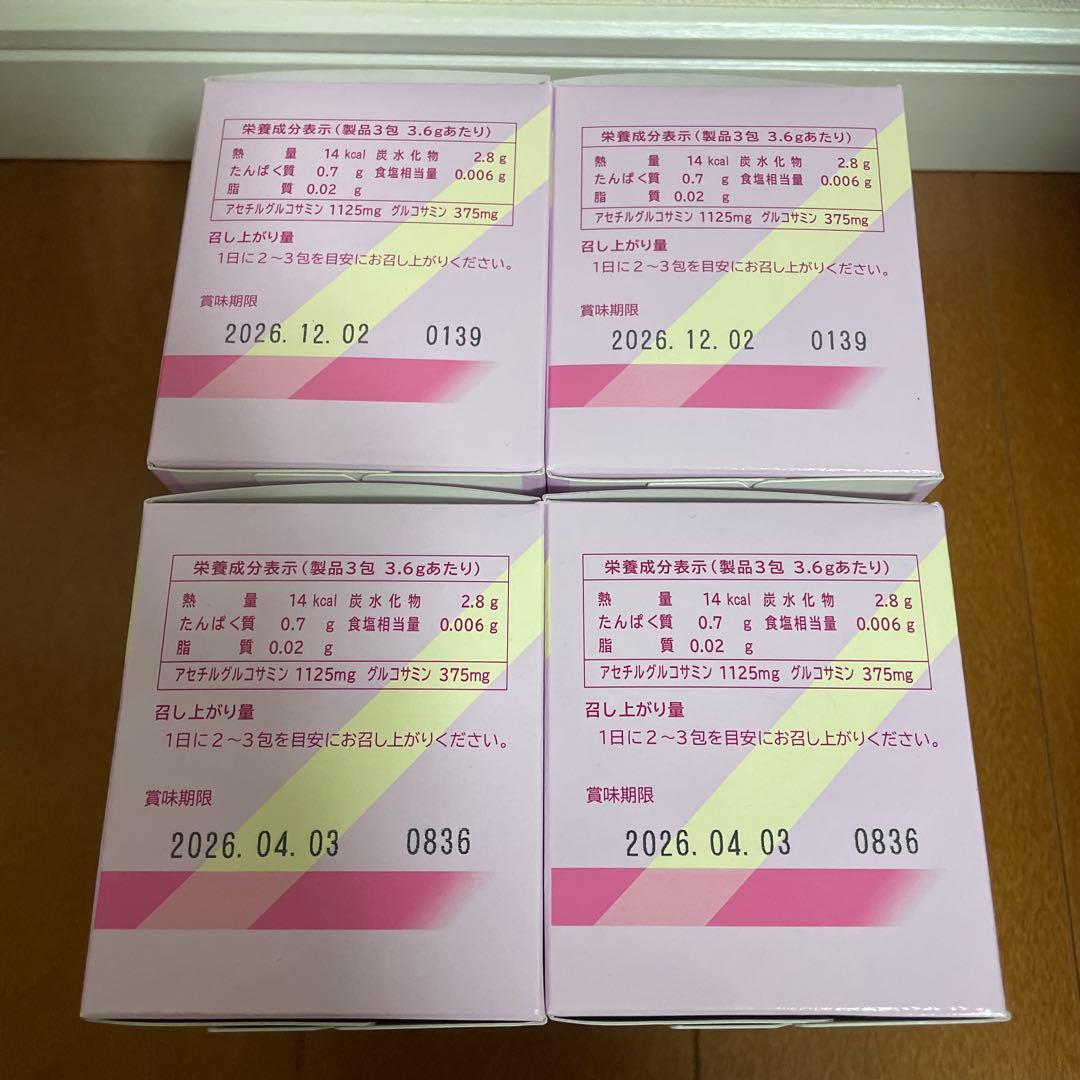 栄養成分表示(製品3包 3.6gあたり)
熱 量 14 kcal 炭水化物 2.8 g
たんぱく質 0.7 g 食塩相当量 0.006 g
脂 質 0.02 g
アセチルグルコサミン 1125mg グルコサミン 375mg
召し上がり量
1日に2〜3包を目安にお召し上がりください。
賞味期限
2026. 12. 02 0139
栄養成分表示(製品3包 3.6gあたり)
熱 量 14 kcal 炭水化物 2.8 g
たんぱく質 0.7 g 食塩相当量 0.006 g
脂 質 0.02 g
アセチルグルコサミン 1125mg グルコサミン 375mg
召し上がり量
1日に2〜3包を目安にお召し上がりください。
賞味期限
2026. 12. 02 0139
栄養成分表示(製品3包 3.6gあたり)
熱 量 14 kcal 炭水化物 2.8 g
たんぱく質 0.7 g 食塩相当量 0.006 g
脂 質 0.02 g
アセチルグルコサミン 1125mg グルコサミン 375mg
召し上がり量
1日に2〜3包を目安にお召し上がりください。
賞味期限
2026. 04. 03 0836
栄養成分表示(製品3包 3.6gあたり)
熱 量 14 kcal 炭水化物 2.8 g
たんぱく質 0.7 g 食塩相当量 0.006 g
脂 質 0.02 g
アセチルグルコサミン 1125mg グルコサミン 375mg
召し上がり量
1日に2〜3包を目安にお召し上がりください。
賞味期限
2026. 04. 03 0836